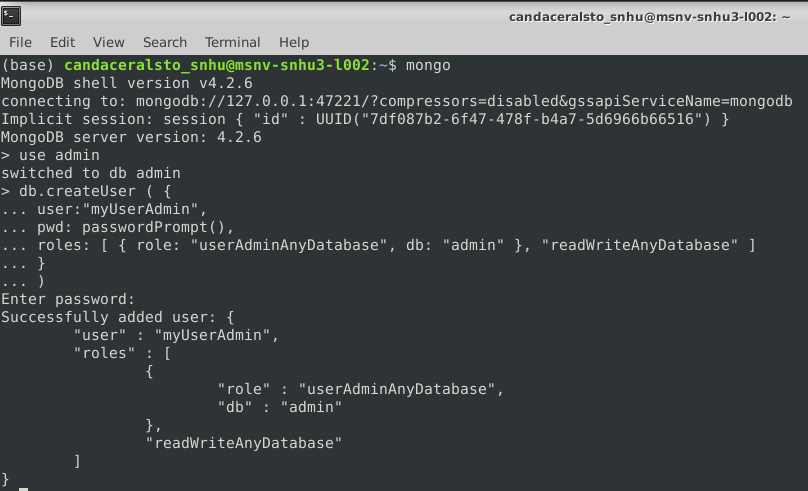 candaceralsto_snhu@msnv-snhu3-l002: ~
File Edit View Search Terminal Help
(base) candaceralsto_snhu@msnv-snhu3-l002:~$ mongo
MongoDB shell version v4.2.6
connecting to: mongodb://127.0.0.1:47221/?compressors=disabled&gssapiServiceName=mongodb
Implicit session: session { "id" : UUID("7df087b2-6f47-478f-b4a7-5d6966b66516") }
MongoDB server version: 4.2.6
> use admin
switched to db admin
> db.createUser ( {
... user:"myUserAdmin",
... pwd: passwordPrompt(),
... roles: [ { role: "userAdminAnyDatabase", db: "admin" }, "readWriteAnyDatabase" ]
... }
... )
Enter password:
Successfully added user: {
        "user" : "myUserAdmin",
        "roles" : [
                {
                        "role" : "userAdminAnyDatabase",
                        "db" : "admin"
                },
                "readWriteAnyDatabase"
        ]
}